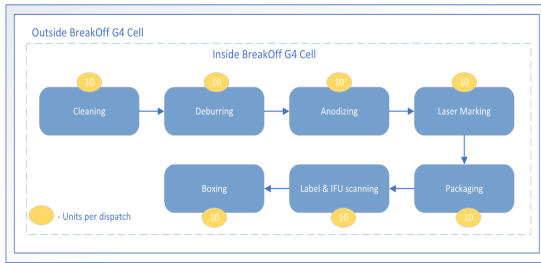 Outside BreakOff G4 Cell
Inside BreakOff G4 Cell
10 10 10 10
Cleaning Deburring Anodizing Laser Marking
Boxing Label & IFU scanning Packaging
10 10 10
- Units per dispatch